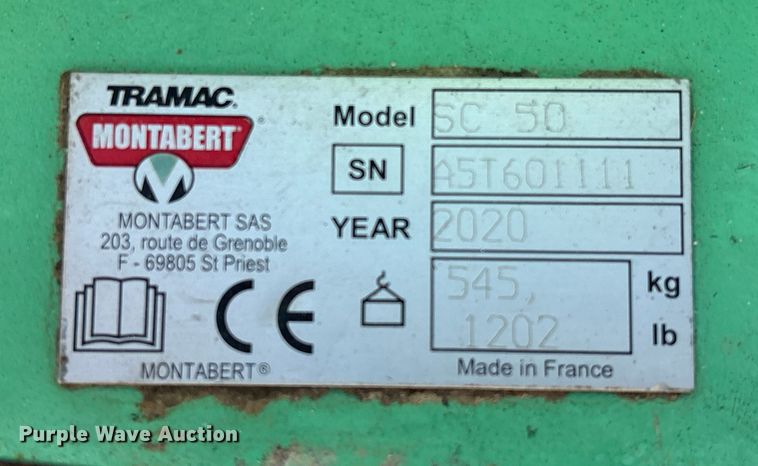 TRAMAC®
MONTABERT®
M
MONTABERT SAS
203, route de Grenoble
F - 69805 St Priest
CE
MONTABERT®
Model SC 50
SN A5T601111
YEAR 2020
545, kg
1202 lb
Made in France
Purple Wave Auction